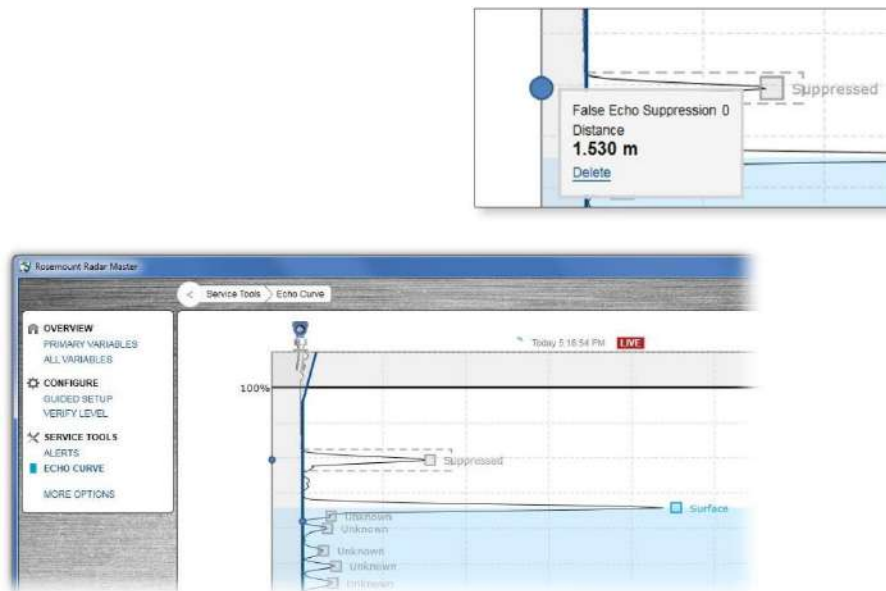 Suppressed
False Echo Suppression 0
Distance
1.530 m
Delete
Rosemount Radar Master
< Service Tools > Echo Curve
OVERVIEW
PRIMARY VARIABLES
ALL VARIABLES
CONFIGURE
GUIDED SETUP
VERIFY LEVEL
SERVICE TOOLS
ALERTS
ECHO CURVE
MORE OPTIONS
Today 5:16:54 PM LIVE
100%
Suppressed
Surface
Unknown
Unknown
Unknown
Unknown
Unknown